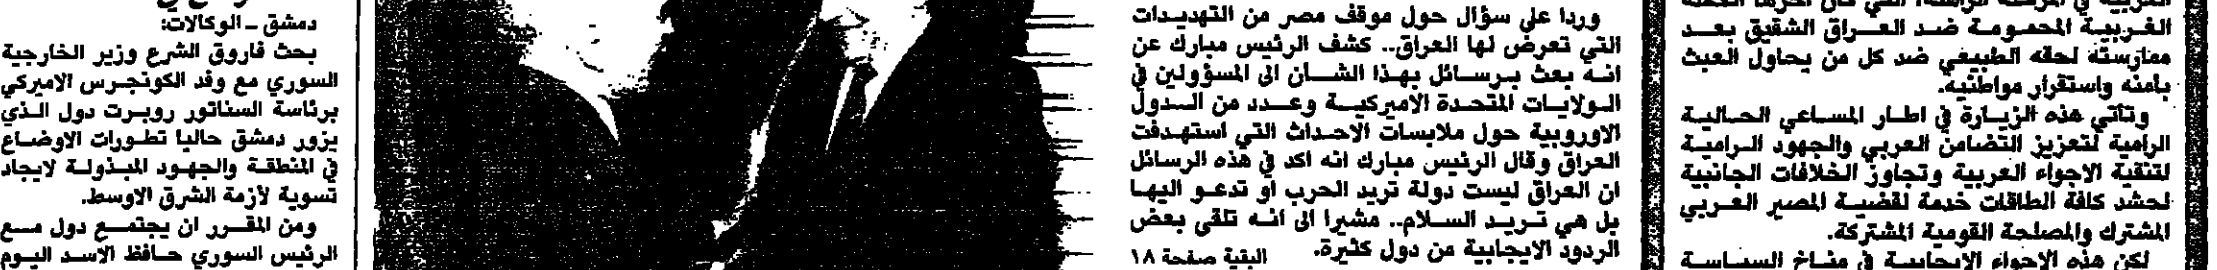 الغربية المحمومة ضد العراق الشقيق بعد
ممارسته لحقه الطبيعي ضد كل من يحاول العبث
بأمنه واستقرار مواطنيه.
وتأتي هذه الزيارة في اطار المساعي الحالية
الرامية لتعزيز التضامن العربي والجهود الرامية
لتنقية الاجواء العربية وتجاوز الخلافات الجانبية
لحشد كافة الطاقات خدمة لقضية المصير العربي
المشترك والمصلحة القومية المشتركة.
لكن هذه الاجواء الايجابية في مناخ السياسة
وردا على سؤال حول موقف مصر من التهديدات
التي تعرض لها العراق.. كشف الرئيس مبارك عن
انه بعث برسائل بهذا الشأن الى المسؤولين في
الولايات المتحدة الاميركية وعدد من الدول
الاوروبية حول ملابسات الاحداث التي استهدفت
العراق وقال الرئيس مبارك انه اكد في هذه الرسائل
ان العراق ليست دولة تريد الحرب او تدعو اليها
بل هي تريد السلام.. مشيرا الى انه تلقى بعض
الردود الايجابية من دول كثيرة.
البقية صفحة ١٨
دمشق ـ الوكالات:
بحث فاروق الشرع وزير الخارجية
السوري مع وفد الكونجرس الاميركي
برئاسة السناتور روبرت دول الذي
يزور دمشق حاليا تطورات الاوضاع
في المنطقة والجهود المبذولة لايجاد
تسوية لأزمة الشرق الاوسط.
ومن المقرر ان يجتمع دول مع
الرئيس السوري حافظ الاسد اليوم